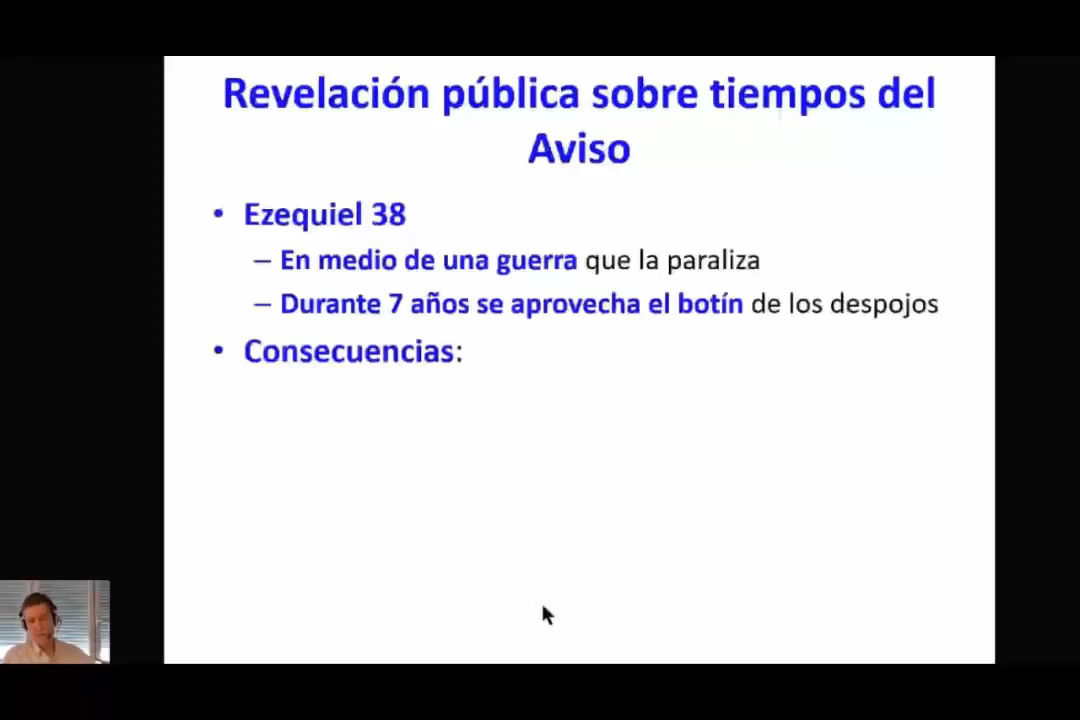 Revelación pública sobre tiempos del
Aviso
• Ezequiel 38
– En medio de una guerra que la paraliza
– Durante 7 años se aprovecha el botín de los despojos
• Consecuencias: